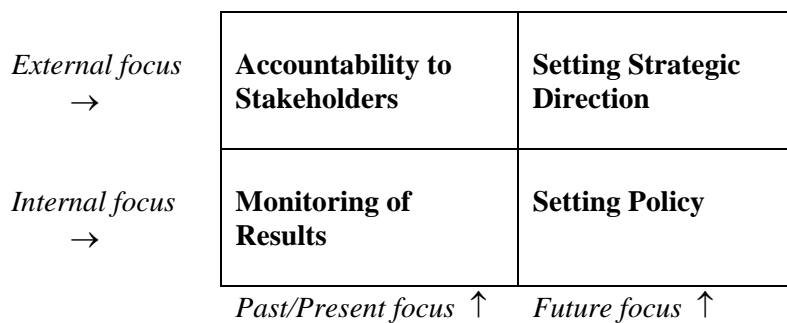 External focus
→
Accountability to
Stakeholders
Setting Strategic
Direction
Internal focus
→
Monitoring of
Results
Setting Policy
Past/Present focus ↑
Future focus ↑